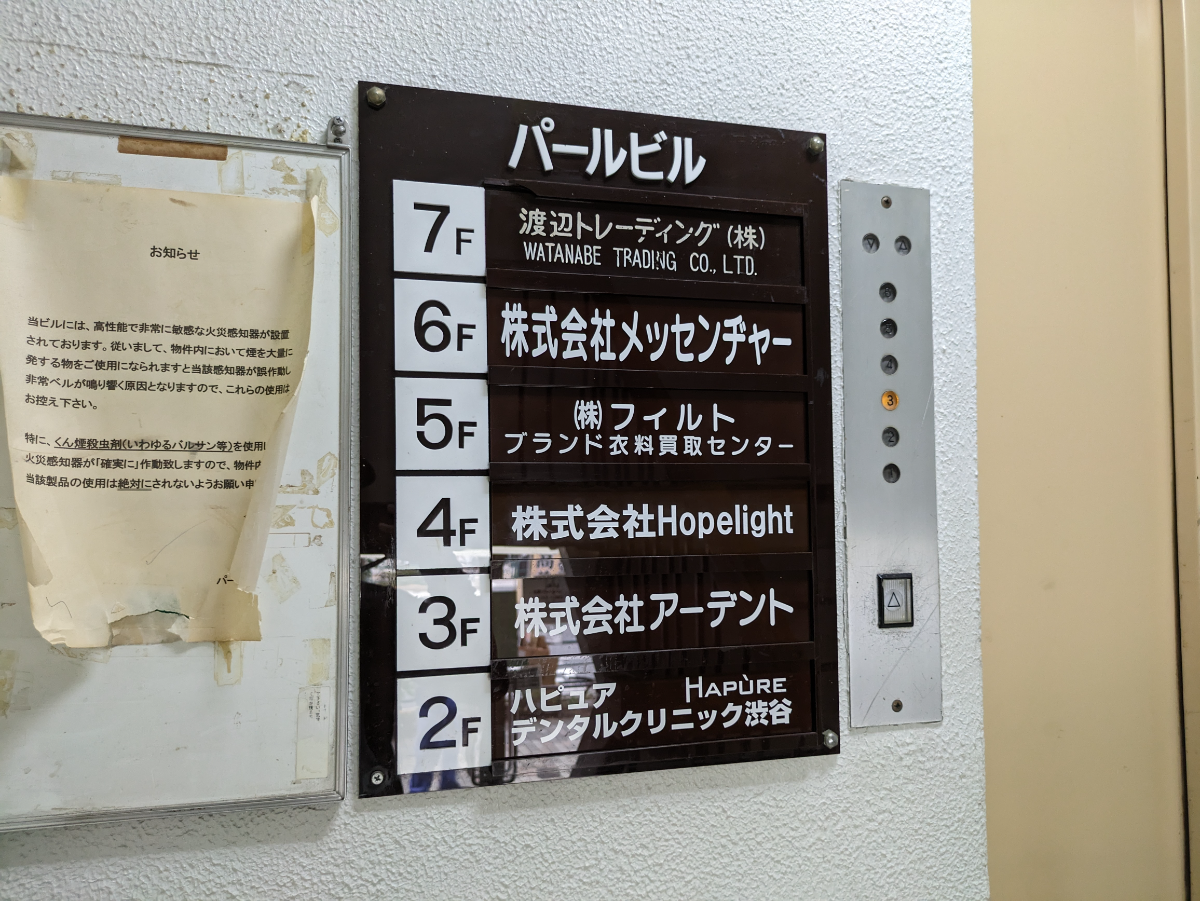 お知らせ
当ビルには、高性能で非常に敏感な火災感知器が設置
されております。従いまして、物件内において煙を大量に
発する物をご使用になられますと当該感知器が誤作動し
非常ベルが鳴り響く原因となりますので、これらの使用は
お控え下さい。
特に、くん煙殺虫剤(いわゆるバルサン等)を使用
火災感知器が「確実に」作動致しますので、物件内
当該製品の使用は絶対にされないようお願い申
パー
パールビル
7F
渡辺トレーディング(株)
WATANABE TRADING CO., LTD.
6F
株式会社メッセンヂャー
5F
(株)フィルト
ブランド衣料買取センター
4F
株式会社Hopelight
3F
株式会社アーデント
2F
ハピュア HAPÙRE
デンタルクリニック渋谷
4
3
2